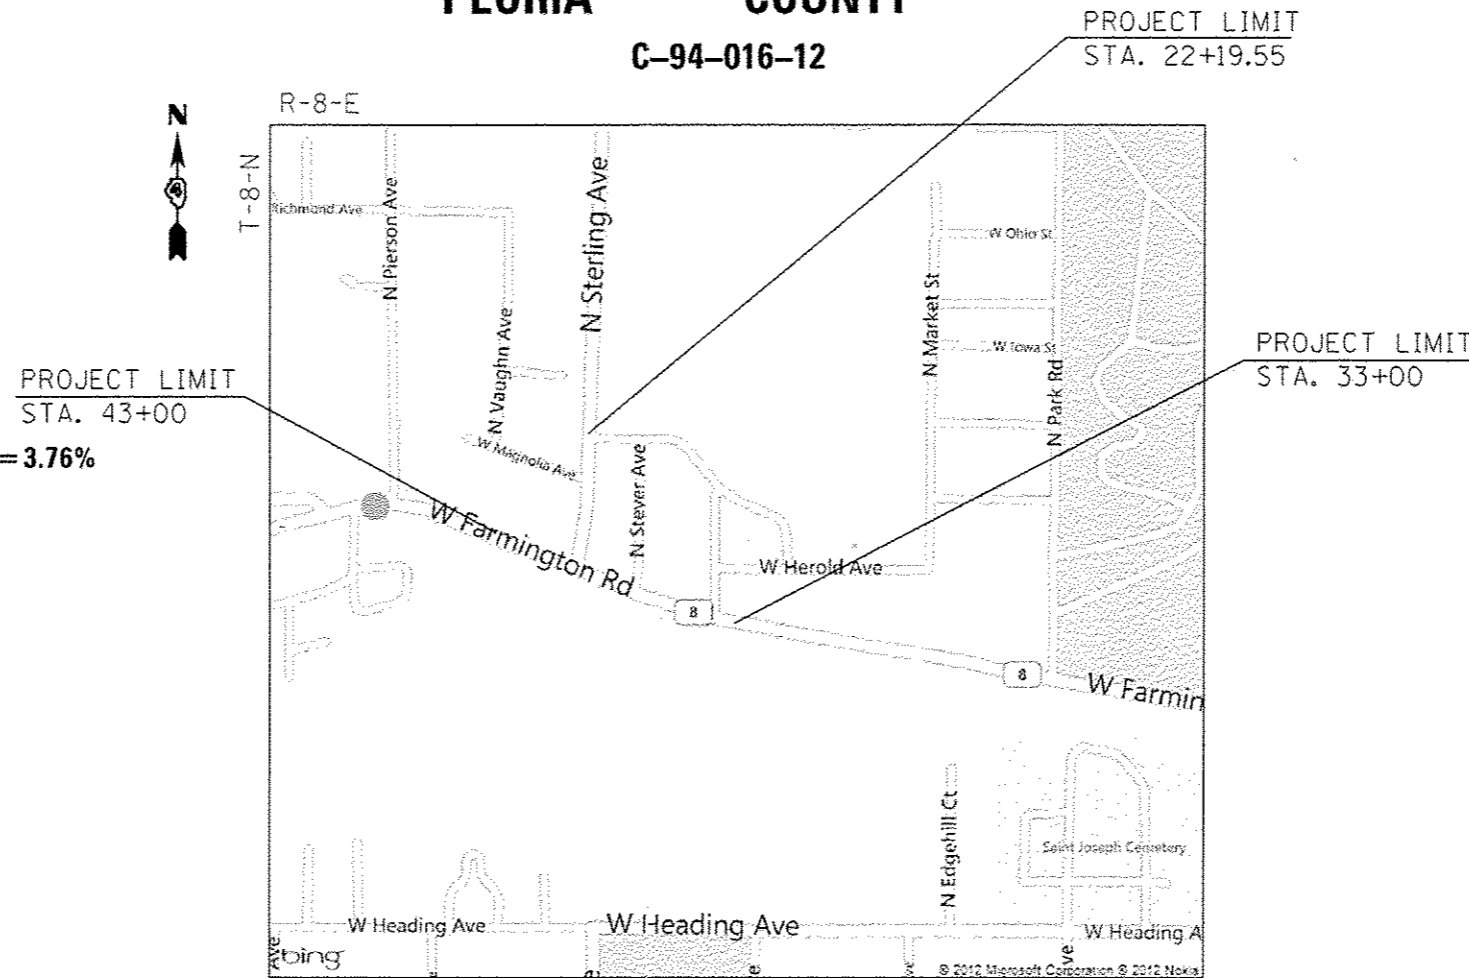 PEORIA COUNTY
C-94-016-12
PROJECT LIMIT
STA. 22+19.55
R-8-E
N
T-8-N
Richmond Ave
N Pierson Ave
N Sterling Ave
N Vaughn Ave
W Magnolia Ave
N Stever Ave
N Market St
W Ohio St
W Iowa St
N Park Rd
PROJECT LIMIT
STA. 33+00
PROJECT LIMIT
STA. 43+00
= 3.76%
W Farmington Rd
W Herold Ave
8
8
W Farmin
N Edgehill Ct
Saint Joseph Cemetery
W Heading Ave
W Heading Ave
W Heading A
bing
© 2012 Microsoft Corporation © 2012 Nokia